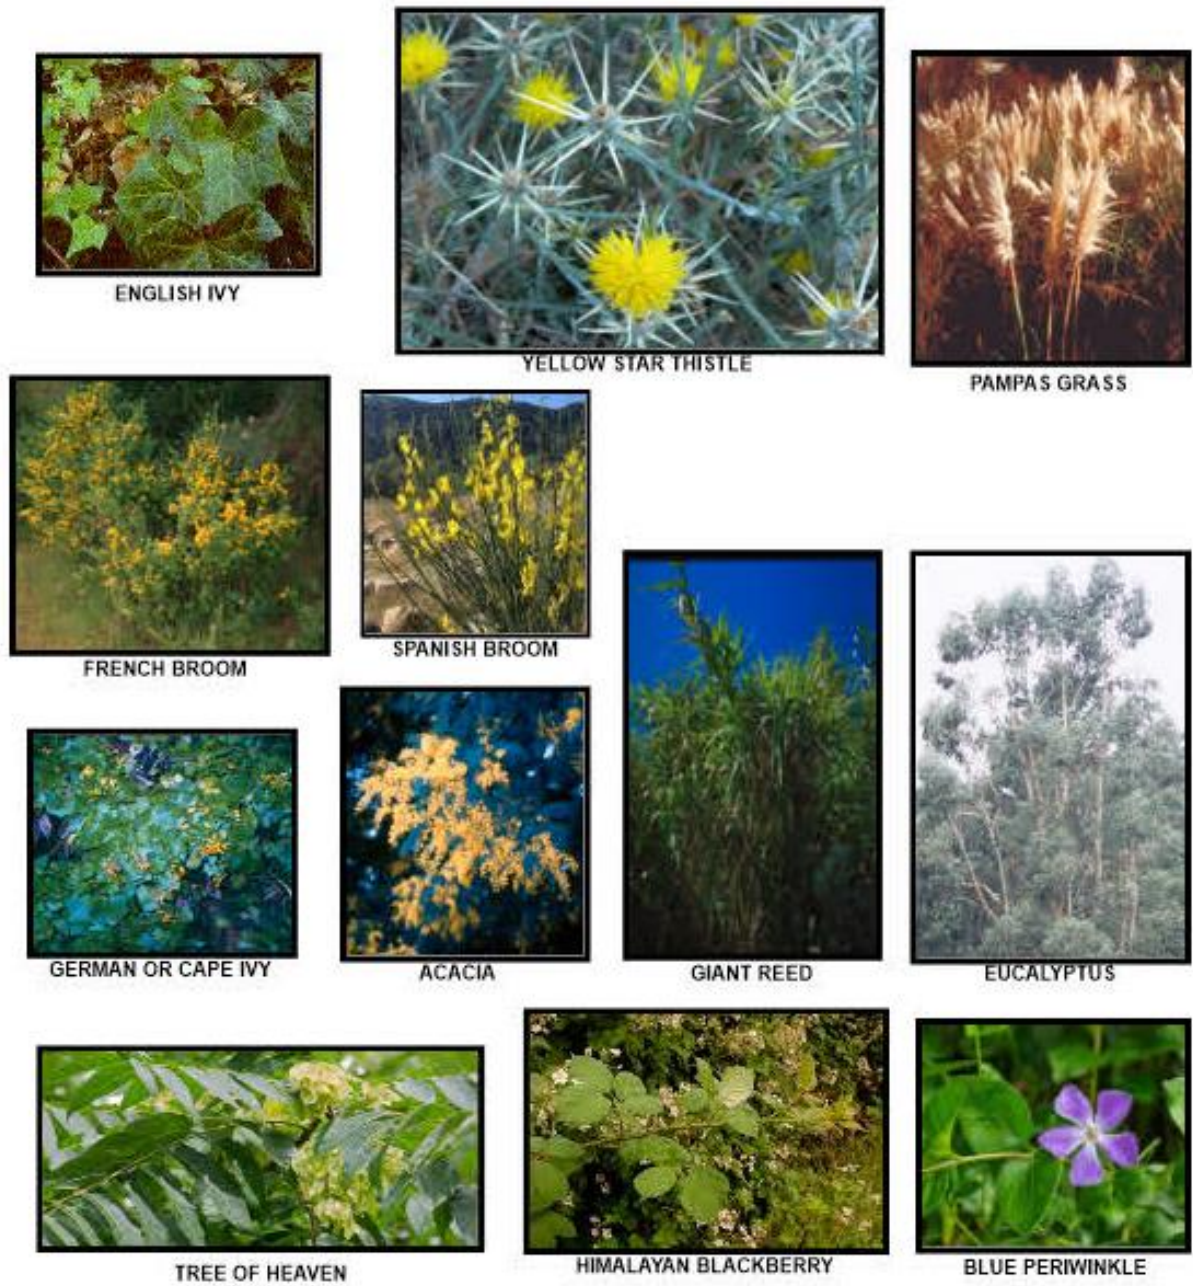 ENGLISH IVY
YELLOW STAR THISTLE
PAMPAS GRASS
FRENCH BROOM
SPANISH BROOM
GERMAN OR CAPE IVY
ACACIA
GIANT REED
EUCALYPTUS
TREE OF HEAVEN
HIMALAYAN BLACKBERRY
BLUE PERIWINKLE